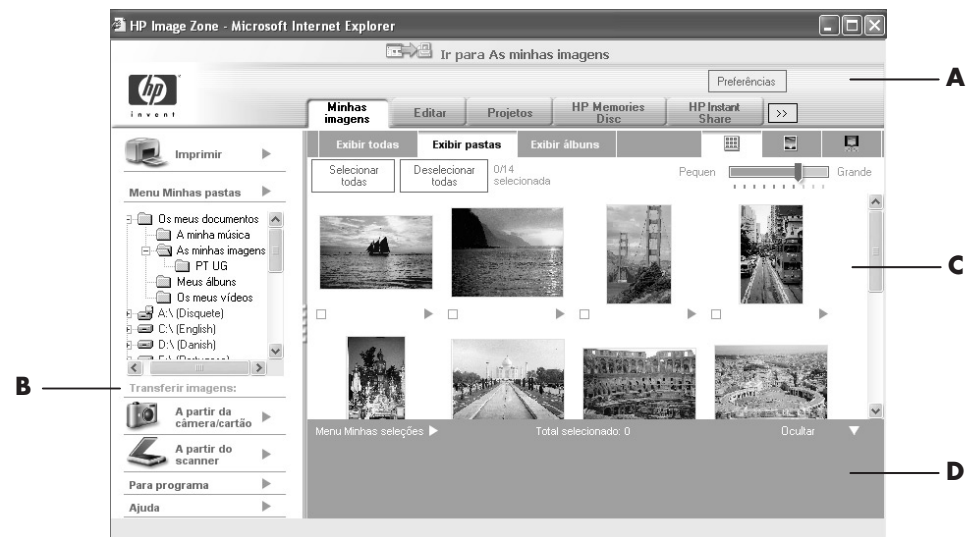 HP Image Zone - Microsoft Internet Explorer
Ir para As minhas imagens
hp
invent
Preferências
A
Minhas imagens
Editar
Projetos
HP Memories Disc
HP Instant Share
>>
Imprimir
Exibir todas
Exibir pastas
Exibir álbuns
Selecionar todas
Deselecionar todas
0/14 selecionada
Pequen
Grande
Menu Minhas pastas
Os meus documentos
A minha música
As minhas imagens
PT UG
Meus álbuns
Os meus vídeos
A:\ (Disquete)
C:\ (English)
D:\ (Danish)
C
B
Transferir imagens:
A partir da câmera/cartão
A partir do scanner
Para programa
Ajuda
Menu Minhas seleções
Total selecionado: 0
Ocultar
D